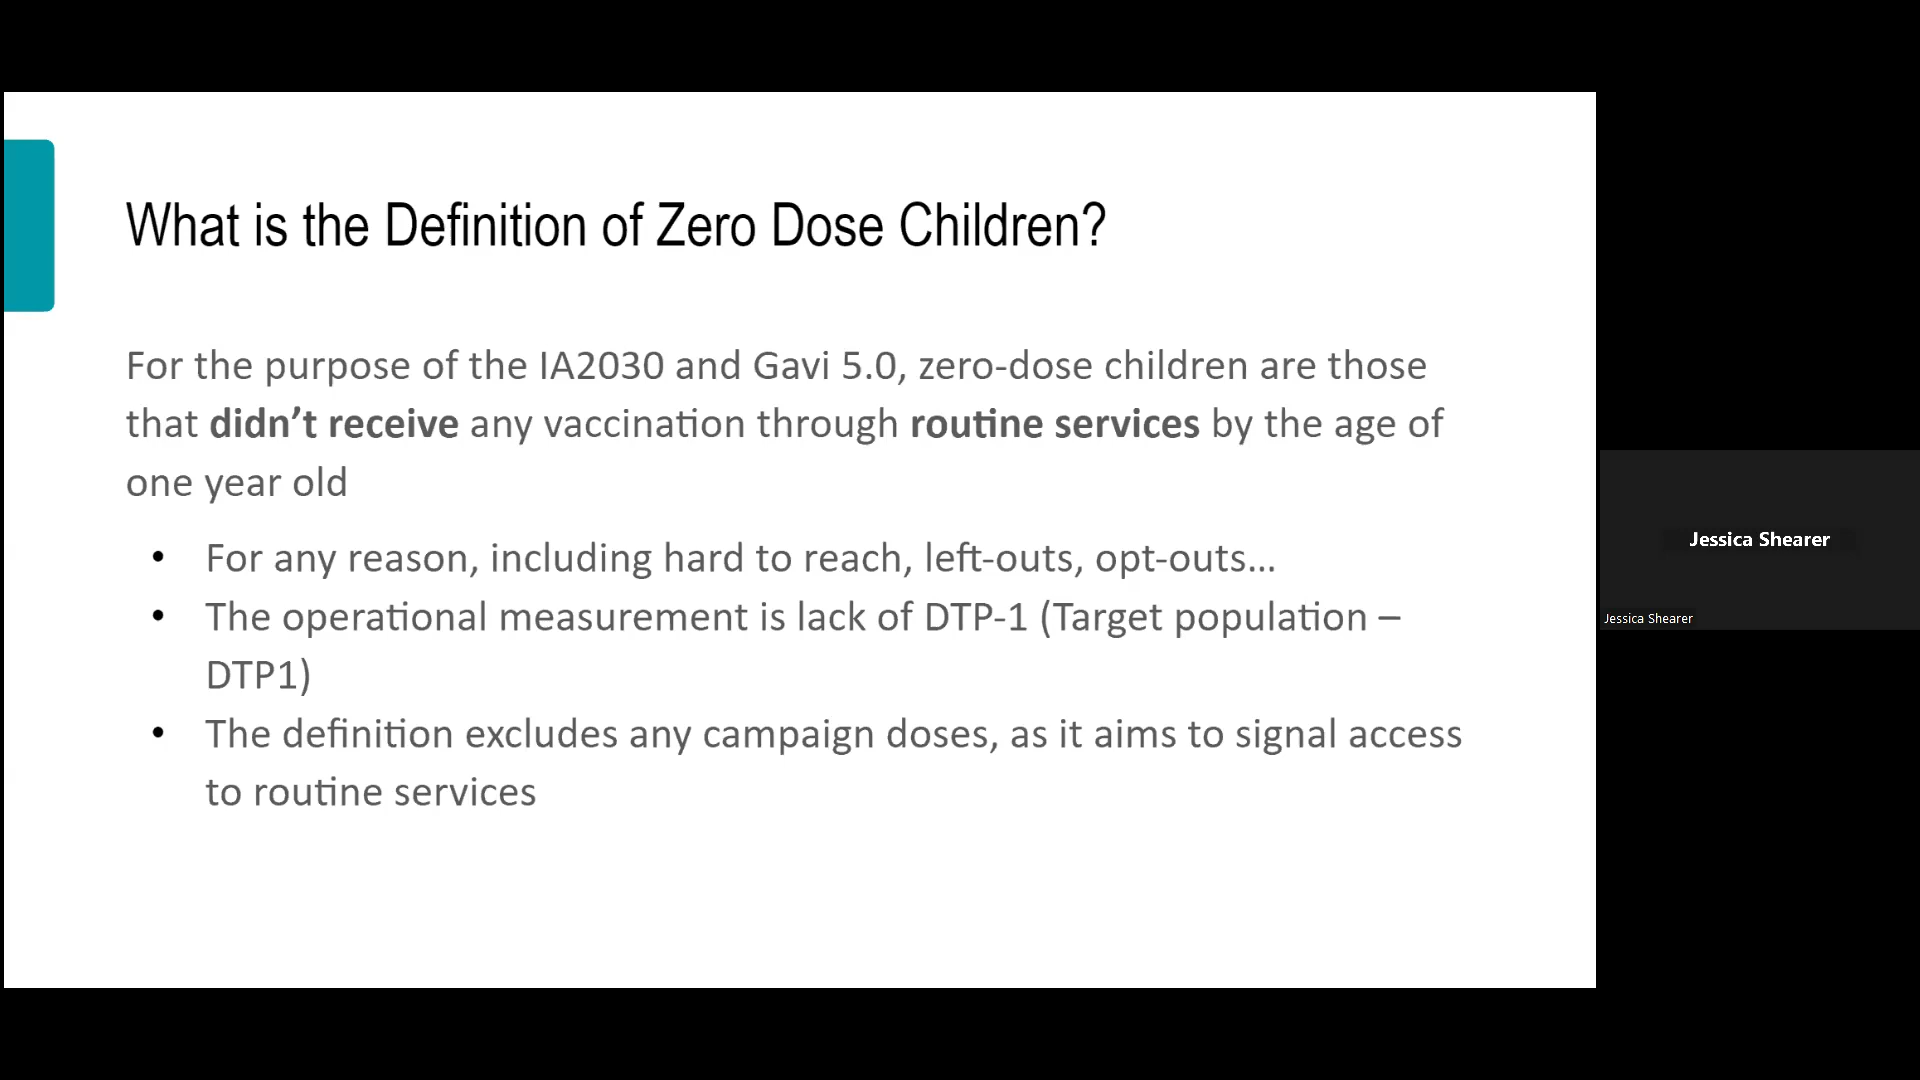 What is the Definition of Zero Dose Children?
For the purpose of the IA2030 and Gavi 5.0, zero-dose children are those
that didn’t receive any vaccination through routine services by the age of
one year old
• For any reason, including hard to reach, left-outs, opt-outs…
• The operational measurement is lack of DTP-1 (Target population –
DTP1)
• The definition excludes any campaign doses, as it aims to signal access
to routine services
Jessica Shearer
Jessica Shearer